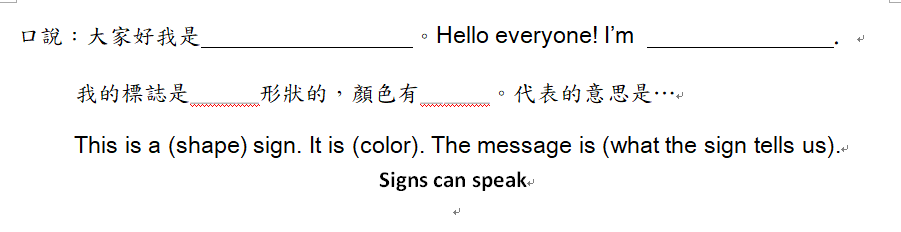 口說：大家好我是__________________。Hello everyone! I’m ________________.
我的標誌是______形狀的，顏色有______。代表的意思是…
This is a (shape) sign. It is (color). The message is (what the sign tells us).
Signs can speak